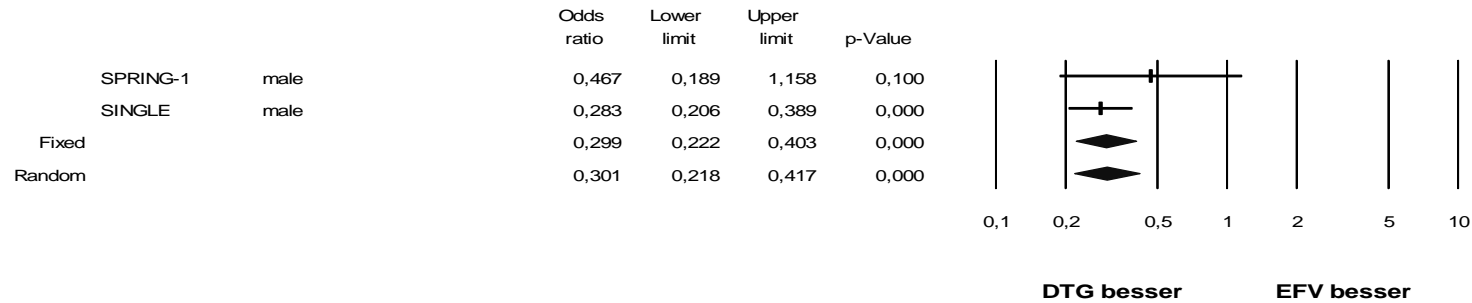 Odds Lower Upper
ratio limit limit p-Value
SPRING-1 male 0,467 0,189 1,158 0,100
SINGLE male 0,283 0,206 0,389 0,000
Fixed 0,299 0,222 0,403 0,000
Random 0,301 0,218 0,417 0,000
0,1 0,2 0,5 1 2 5 10
DTG besser EFV besser